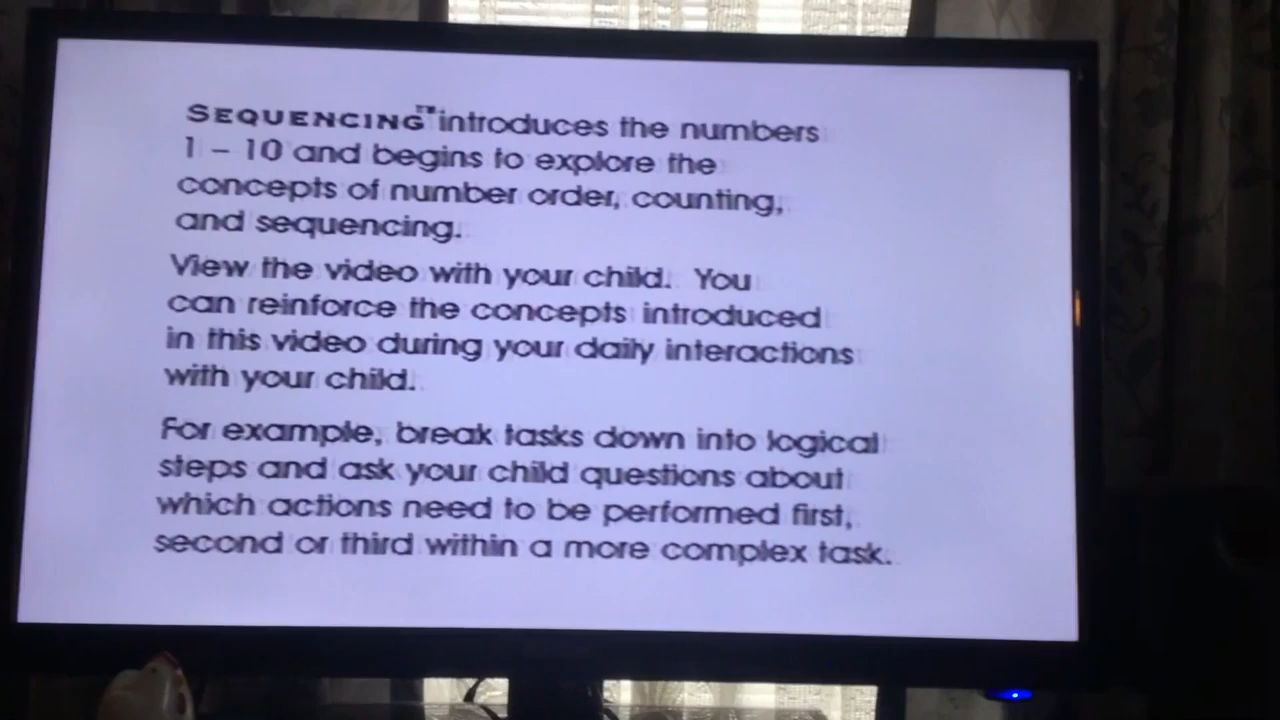 SEQUENCING™ introduces the numbers
1 – 10 and begins to explore the
concepts of number order, counting,
and sequencing.
View the video with your child. You
can reinforce the concepts introduced
in this video during your daily interactions
with your child.
For example, break tasks down into logical
steps and ask your child questions about
which actions need to be performed first,
second or third within a more complex task.